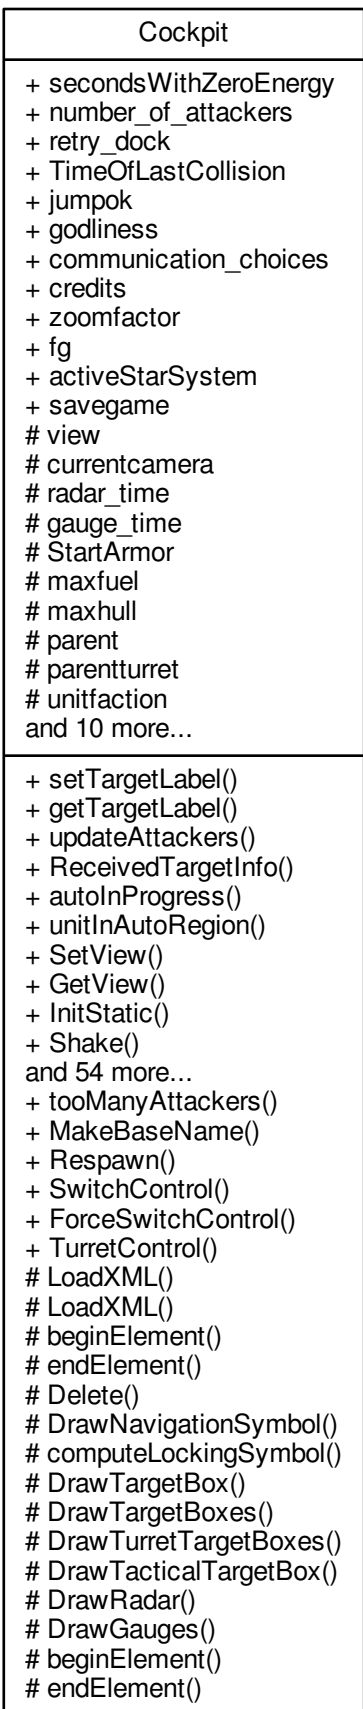 Cockpit
+ secondsWithZeroEnergy
+ number_of_attackers
+ retry_dock
+ TimeOfLastCollision
+ jumpok
+ godliness
+ communication_choices
+ credits
+ zoomfactor
+ fg
+ activeStarSystem
+ savegame
# view
# currentcamera
# radar_time
# gauge_time
# StartArmor
# maxfuel
# maxhull
# parent
# parentturret
# unitfaction
and 10 more...
+ setTargetLabel()
+ getTargetLabel()
+ updateAttackers()
+ ReceivedTargetInfo()
+ autoInProgress()
+ unitInAutoRegion()
+ SetView()
+ GetView()
+ InitStatic()
+ Shake()
and 54 more...
+ tooManyAttackers()
+ MakeBaseName()
+ Respawn()
+ SwitchControl()
+ ForceSwitchControl()
+ TurretControl()
# LoadXML()
# LoadXML()
# beginElement()
# endElement()
# Delete()
# DrawNavigationSymbol()
# computeLockingSymbol()
# DrawTargetBox()
# DrawTargetBoxes()
# DrawTurretTargetBoxes()
# DrawTacticalTargetBox()
# DrawRadar()
# DrawGauges()
# beginElement()
# endElement()